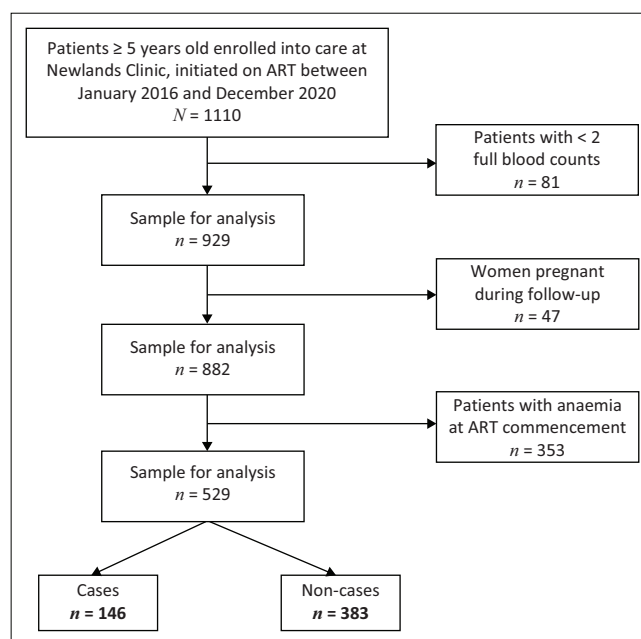 Patients ≥ 5 years old enrolled into care at
Newlands Clinic, initiated on ART between
January 2016 and December 2020
N = 1110
Patients with < 2
full blood counts
n = 81
Sample for analysis
n = 929
Women pregnant
during follow-up
n = 47
Sample for analysis
n = 882
Patients with anaemia
at ART commencement
n = 353
Sample for analysis
n = 529
Cases
n = 146
Non-cases
n = 383